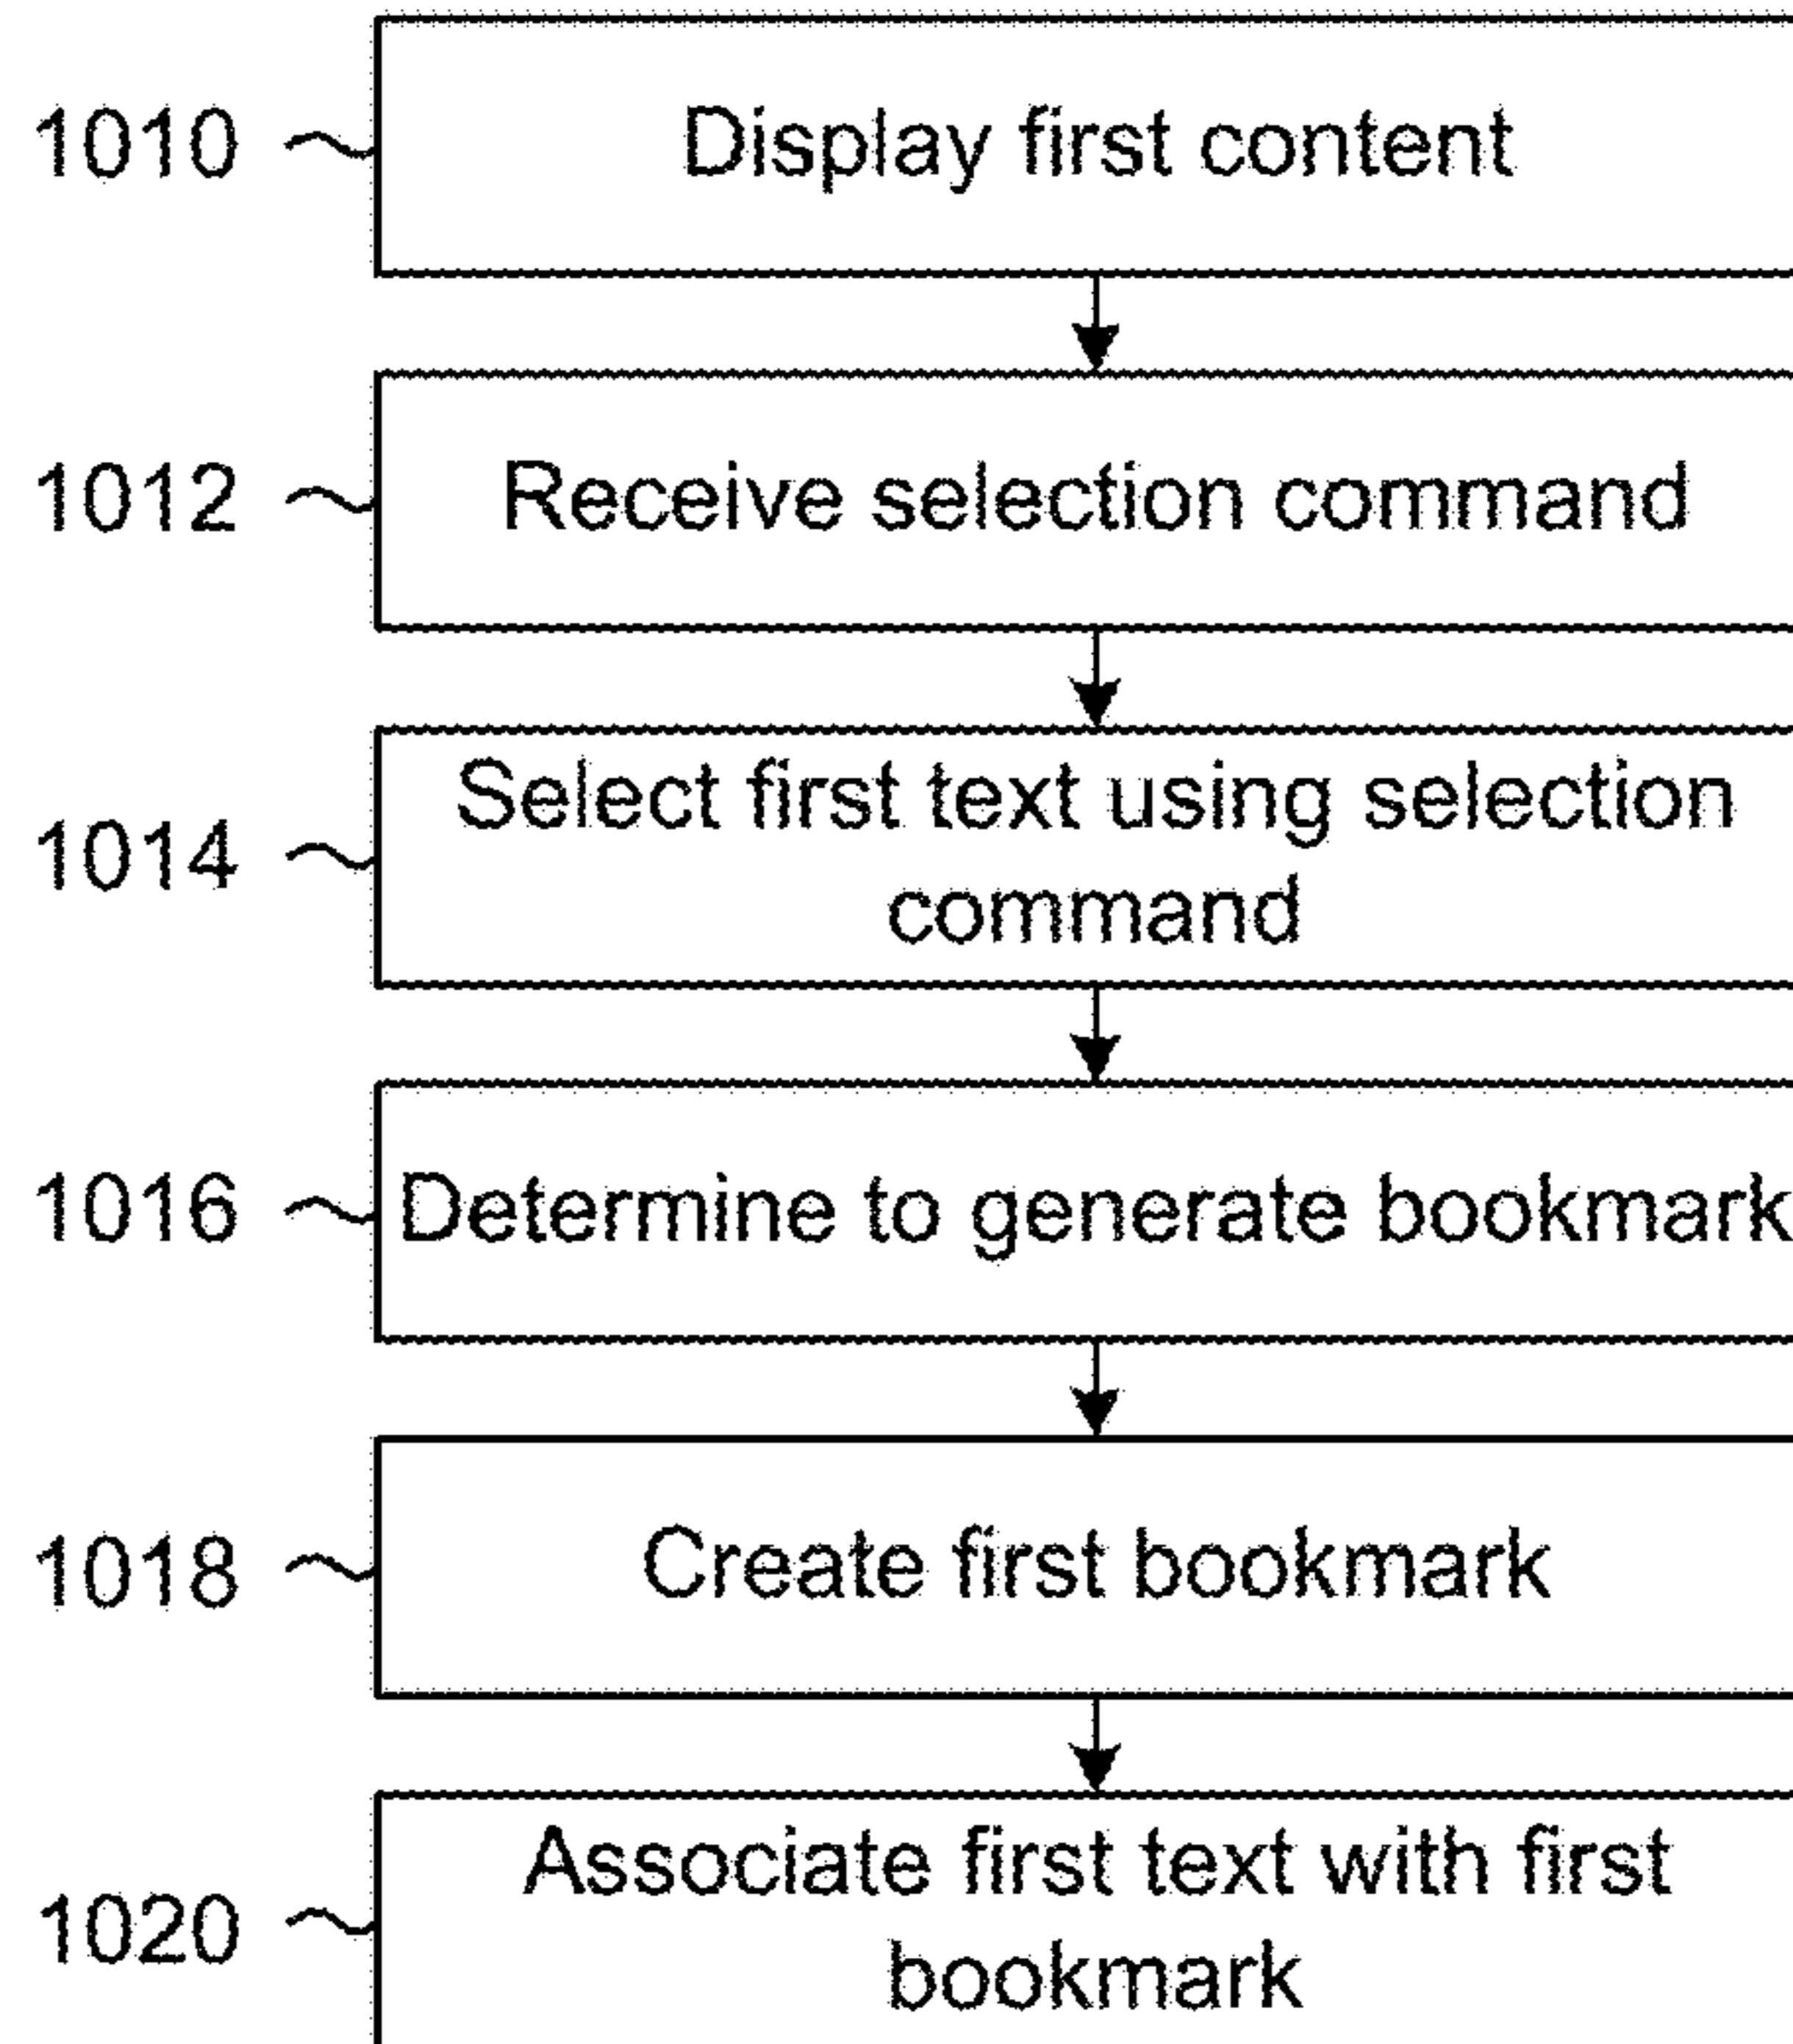 1010
Display first content
1012
Receive selection command
1014
Select first text using selection
command
1016
Determine to generate bookmark
1018
Create first bookmark
1020
Associate first text with first
bookmark